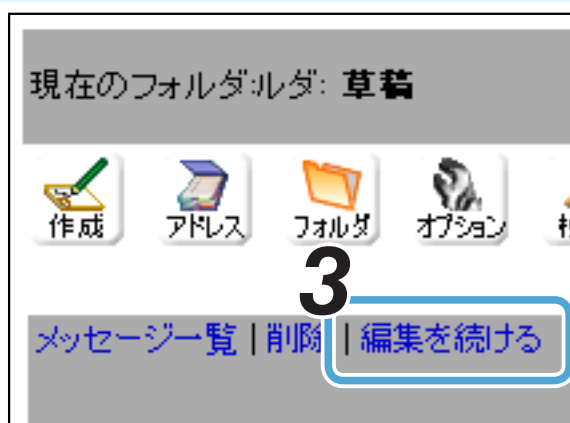 現在のフォルダ:ルダ: 草稿
作成 アドレス フォルダ オプション
3
メッセージ一覧 | 削除 | 編集を続ける